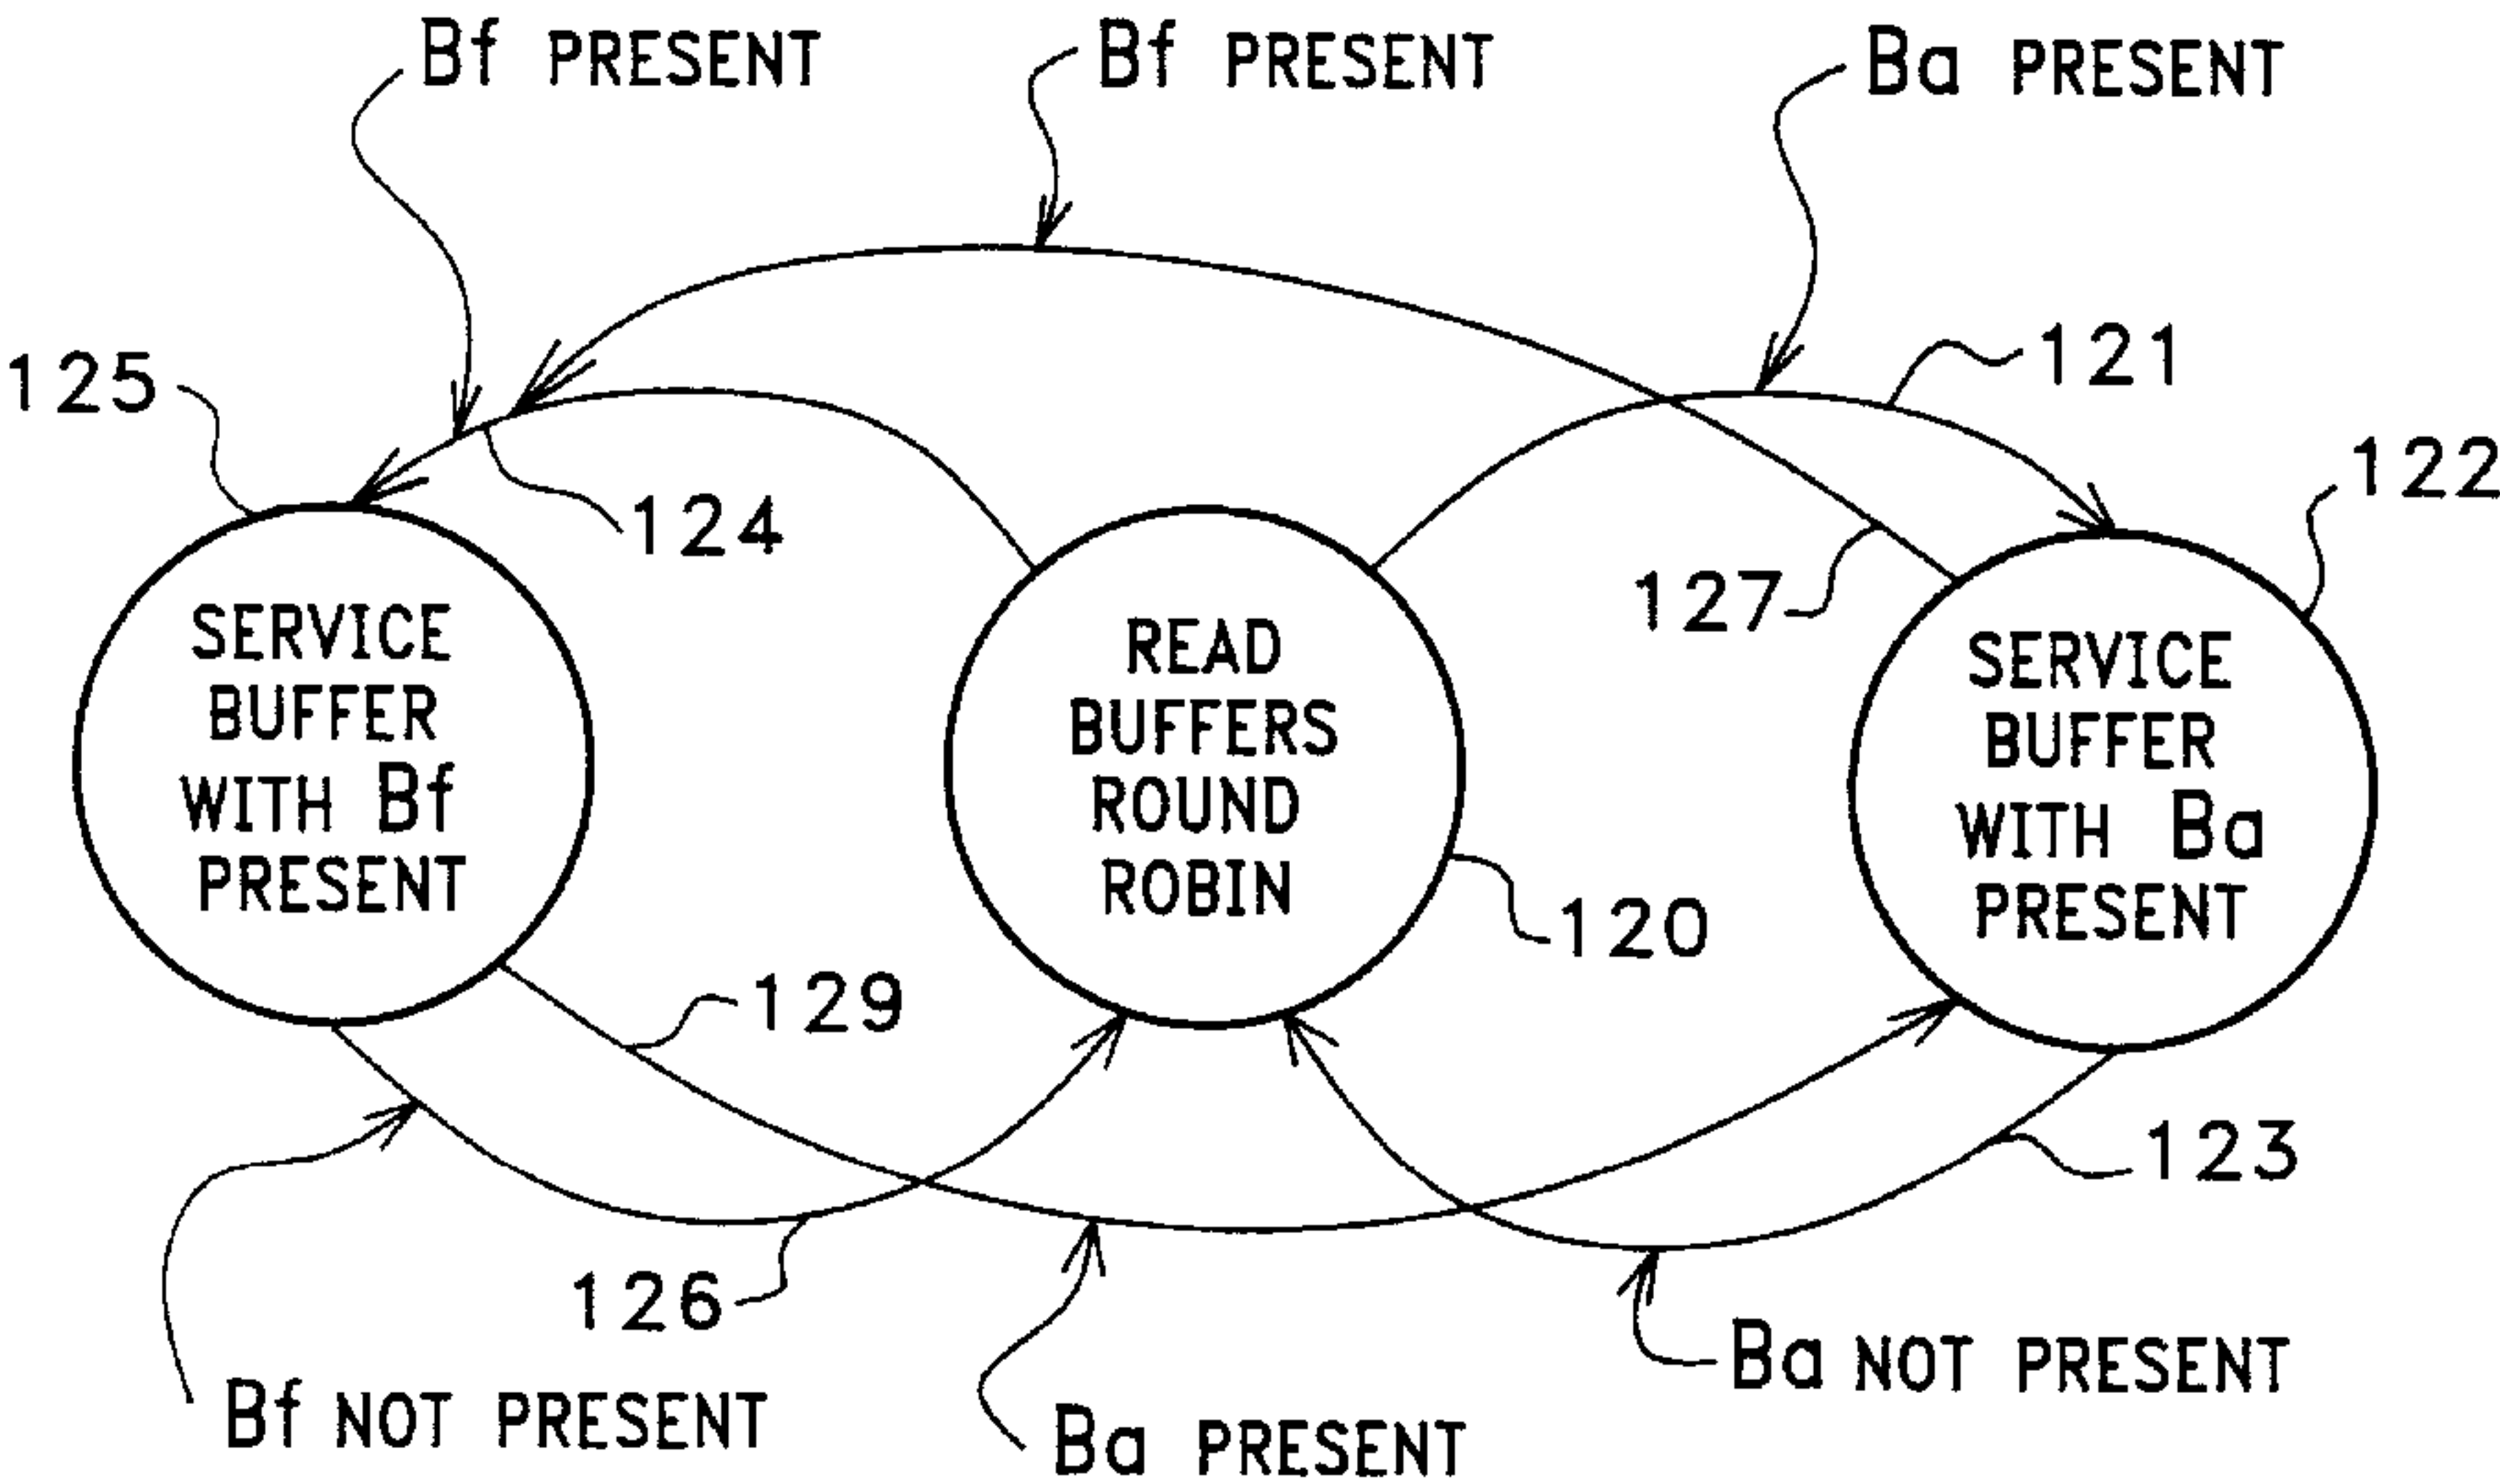 Bf PRESENT
Bf PRESENT
Ba PRESENT
125
124
121
122
127
SERVICE
BUFFER
WITH Bf
PRESENT
READ
BUFFERS
ROUND
ROBIN
SERVICE
BUFFER
WITH Ba
PRESENT
120
129
123
126
Bf NOT PRESENT
Ba PRESENT
Ba NOT PRESENT